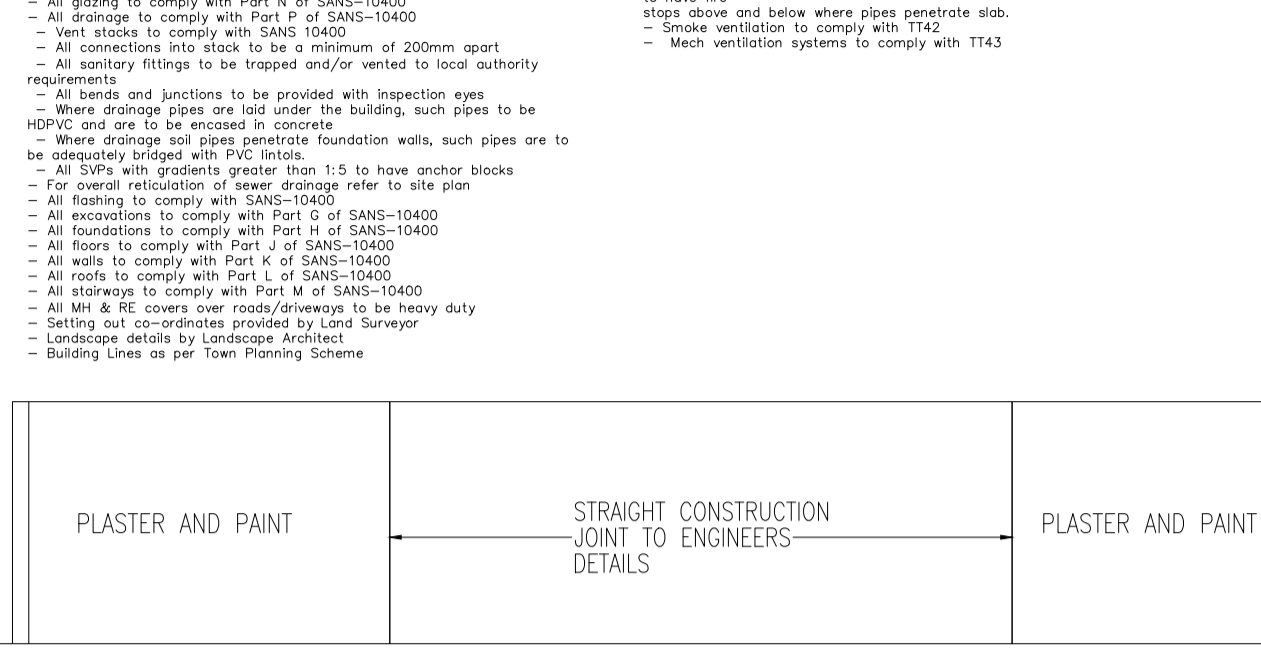 – All glazing to comply with Part N of SANS–10400
– All drainage to comply with Part P of SANS–10400
– Vent stacks to comply with SANS 10400
– All connections into stack to be a minimum of 200mm apart
– All sanitary fittings to be trapped and/or vented to local authority
requirements
– All bends and junctions to be provided with inspection eyes
– Where drainage pipes are laid under the building, such pipes to be
HDPVC and are to be encased in concrete
– Where drainage soil pipes penetrate foundation walls, such pipes are to
be adequately bridged with PVC lintols.
– All SVPs with gradients greater than 1:5 to have anchor blocks
– For overall reticulation of sewer drainage refer to site plan
– All flashing to comply with SANS–10400
– All excavations to comply with Part G of SANS–10400
– All foundations to comply with Part H of SANS–10400
– All floors to comply with Part J of SANS–10400
– All walls to comply with Part K of SANS–10400
– All roofs to comply with Part L of SANS–10400
– All stairways to comply with Part M of SANS–10400
– All MH & RE covers over roads/driveways to be heavy duty
– Setting out co–ordinates provided by Land Surveyor
– Landscape details by Landscape Architect
– Building Lines as per Town Planning Scheme
stops above and below where pipes penetrate slab.
– Smoke ventilation to comply with TT42
– Mech ventilation systems to comply with TT43
PLASTER AND PAINT
STRAIGHT CONSTRUCTION
JOINT TO ENGINEERS
DETAILS
PLASTER AND PAINT